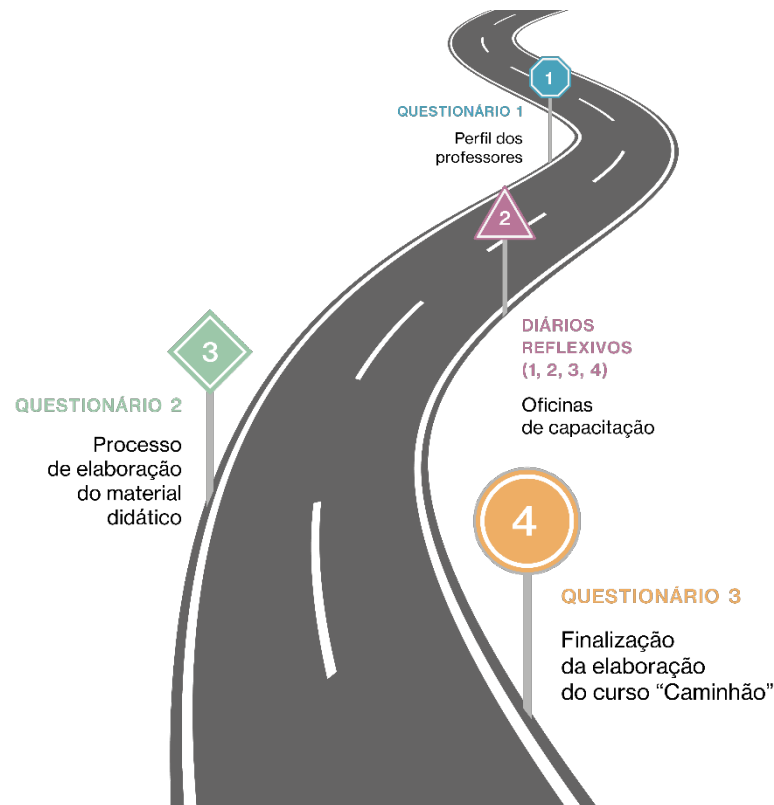 1
QUESTIONÁRIO 1
Perfil dos
professores
2
DIÁRIOS
REFLEXIVOS
(1, 2, 3, 4)
Oficinas
de capacitação
3
QUESTIONÁRIO 2
Processo
de elaboração
do material
didático
4
QUESTIONÁRIO 3
Finalização
da elaboração
do curso “Caminhão”